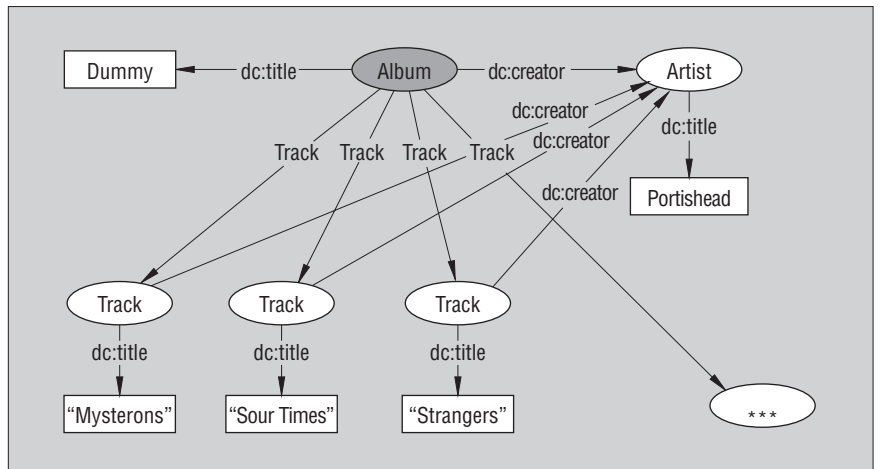 Dummy
dc:title
Album
dc:creator
Artist
dc:creator
dc:title
dc:creator
Track
Track
Track
Track
dc:creator
Portishead
Track
Track
Track
dc:title
dc:title
dc:title
“Mysterons”
“Sour Times”
“Strangers”
***